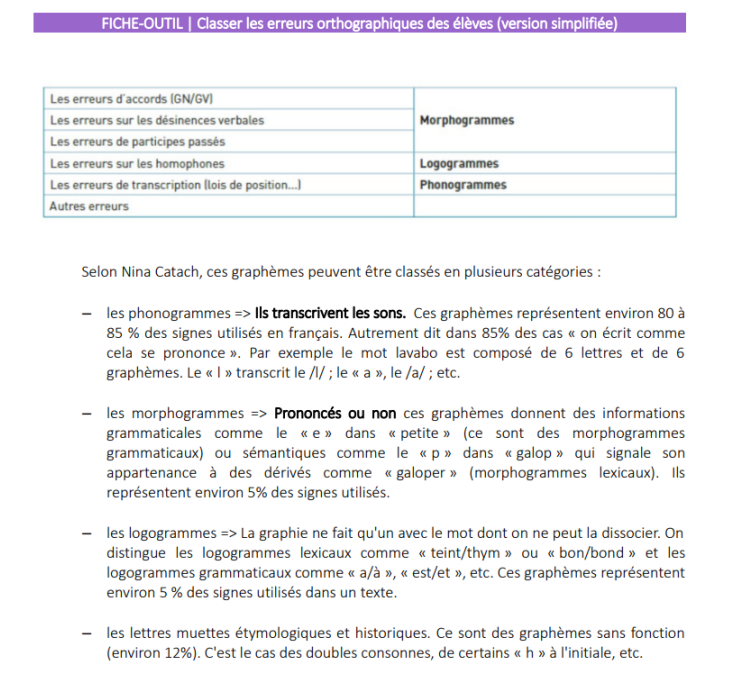 FICHE-OUTIL | Classer les erreurs orthographiques des élèves (version simplifiée)
Les erreurs d'accords (GN/GV)
Les erreurs sur les désinences verbales
Morphogrammes
Les erreurs de participes passés
Les erreurs sur les homophones
Logogrammes
Les erreurs de transcription (lois de position...)
Phonogrammes
Autres erreurs
Selon Nina Catach, ces graphèmes peuvent être classés en plusieurs catégories :
– les phonogrammes => Ils transcrivent les sons. Ces graphèmes représentent environ 80 à
85 % des signes utilisés en français. Autrement dit dans 85% des cas « on écrit comme
cela se prononce ». Par exemple le mot lavabo est composé de 6 lettres et de 6
graphèmes. Le « l » transcrit le /l/ ; le « a », le /a/ ; etc.
– les morphogrammes => Prononcés ou non ces graphèmes donnent des informations
grammaticales comme le « e » dans « petite » (ce sont des morphogrammes
grammaticaux) ou sémantiques comme le « p » dans « galop » qui signale son
appartenance à des dérivés comme « galoper » (morphogrammes lexicaux). Ils
représentent environ 5% des signes utilisés.
– les logogrammes => La graphie ne fait qu'un avec le mot dont on ne peut la dissocier. On
distingue les logogrammes lexicaux comme « teint/thym » ou « bon/bond » et les
logogrammes grammaticaux comme « a/à », « est/et », etc. Ces graphèmes représentent
environ 5 % des signes utilisés dans un texte.
– les lettres muettes étymologiques et historiques. Ce sont des graphèmes sans fonction
(environ 12%). C'est le cas des doubles consonnes, de certains « h » à l'initiale, etc.